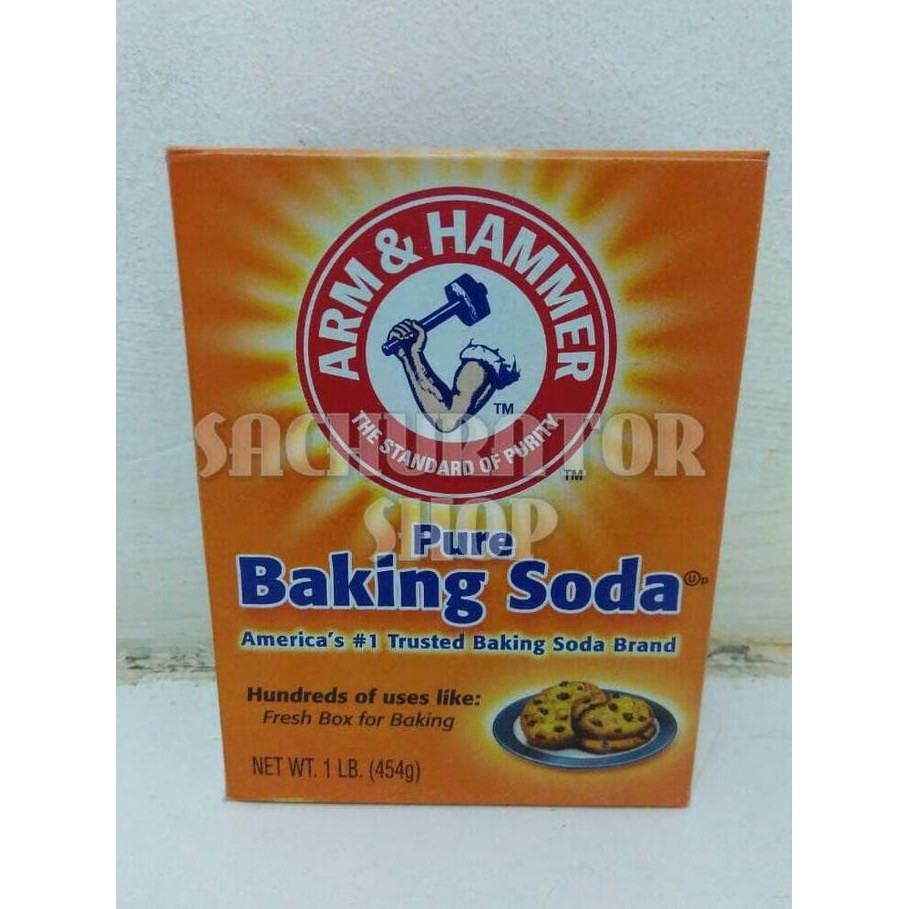 ARM & HAMMER
TM
THE STANDARD OF PURITY
TM
SACHURATOR
SHOP
Pure
Baking Soda Ⓤp
America's #1 Trusted Baking Soda Brand
Hundreds of uses like:
Fresh Box for Baking
NET WT. 1 LB. (454g)